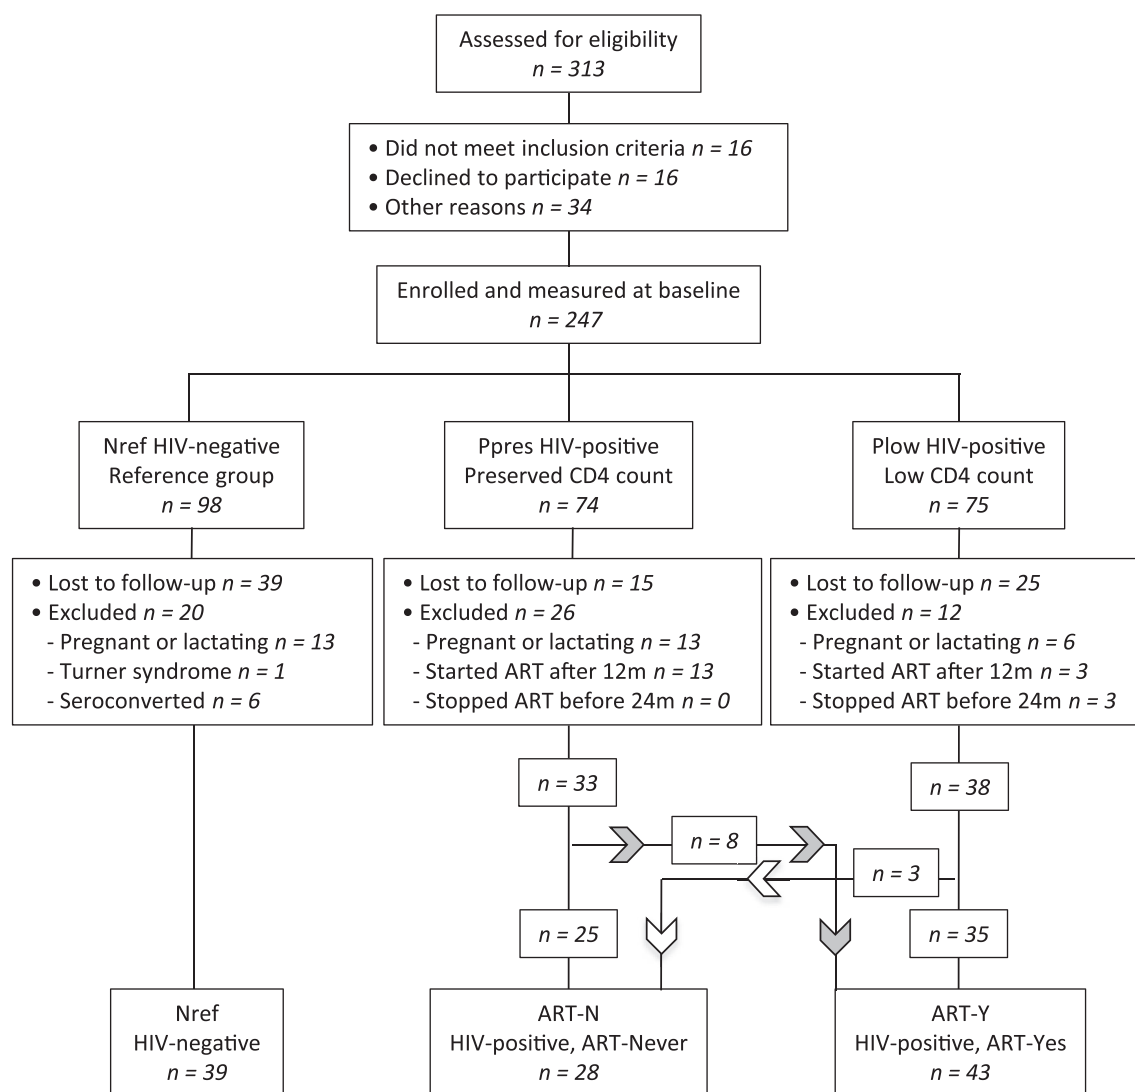 Assessed for eligibility
n = 313
• Did not meet inclusion criteria n = 16
• Declined to participate n = 16
• Other reasons n = 34
Enrolled and measured at baseline
n = 247
Nref HIV-negative
Reference group
n = 98
Ppres HIV-positive
Preserved CD4 count
n = 74
Plow HIV-positive
Low CD4 count
n = 75
• Lost to follow-up n = 39
• Excluded n = 20
- Pregnant or lactating n = 13
- Turner syndrome n = 1
- Seroconverted n = 6
• Lost to follow-up n = 15
• Excluded n = 26
- Pregnant or lactating n = 13
- Started ART after 12m n = 13
- Stopped ART before 24m n = 0
• Lost to follow-up n = 25
• Excluded n = 12
- Pregnant or lactating n = 6
- Started ART after 12m n = 3
- Stopped ART before 24m n = 3
n = 33
n = 38
n = 8
n = 3
n = 25
n = 35
Nref
HIV-negative
n = 39
ART-N
HIV-positive, ART-Never
n = 28
ART-Y
HIV-positive, ART-Yes
n = 43